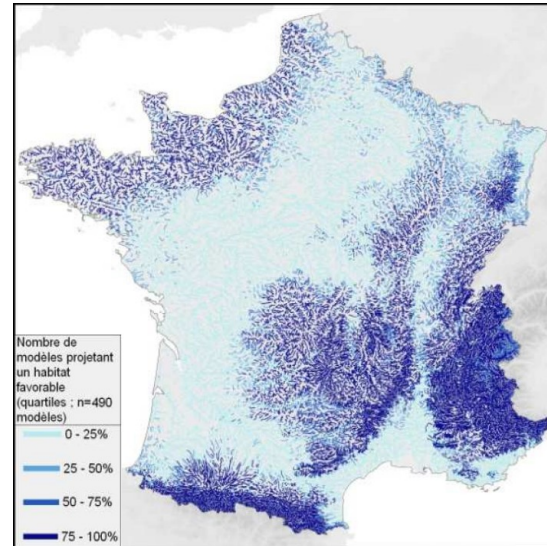 Nombre de
modèles projetant
un habitat
favorable
(quartiles ; n=490
modèles)
0 - 25%
25 - 50%
50 - 75%
75 - 100%